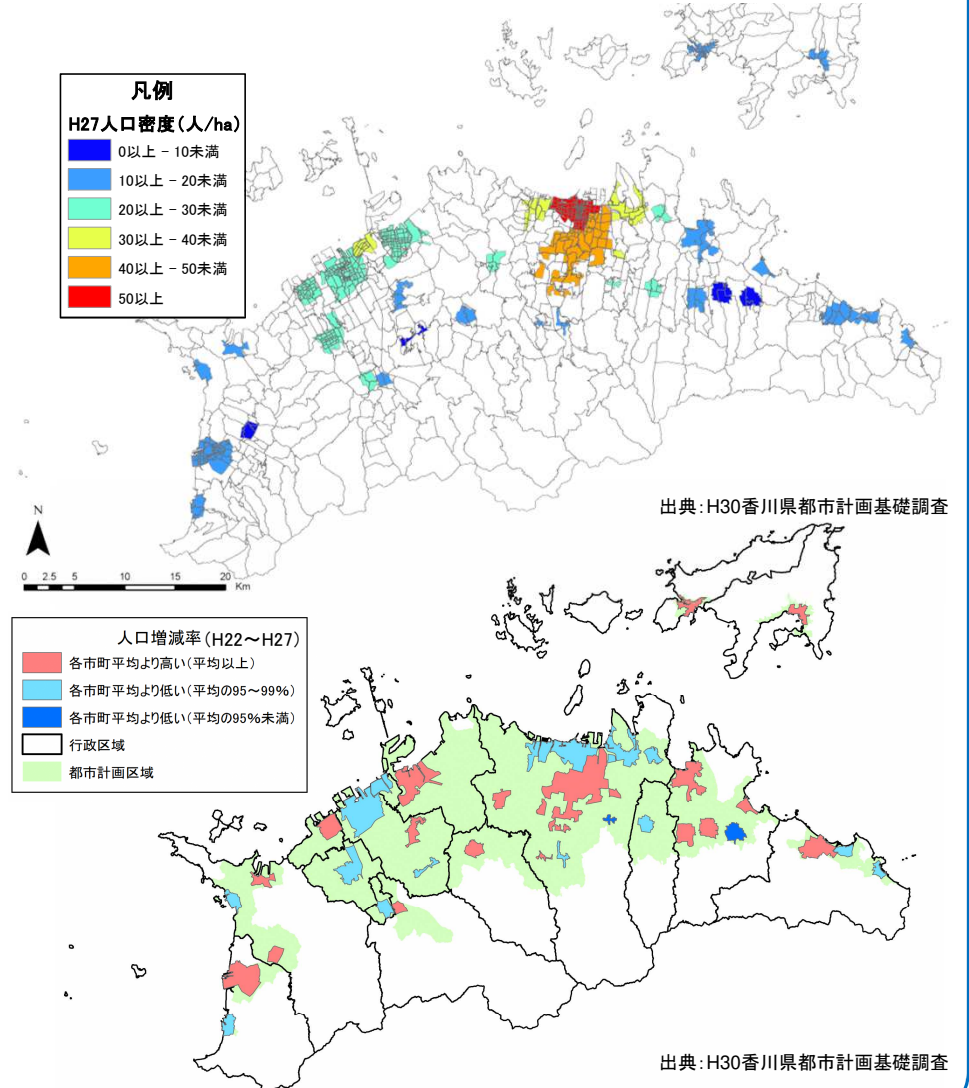 凡例
H27人口密度(人/ha)
0以上 - 10未満
10以上 - 20未満
20以上 - 30未満
30以上 - 40未満
40以上 - 50未満
50以上
出典:H30香川県都市計画基礎調査
N
0 2.5 5 10 15 20
Km
人口増減率(H22~H27)
各市町平均より高い(平均以上)
各市町平均より低い(平均の95~99%)
各市町平均より低い(平均の95%未満)
行政区域
都市計画区域
出典:H30香川県都市計画基礎調査